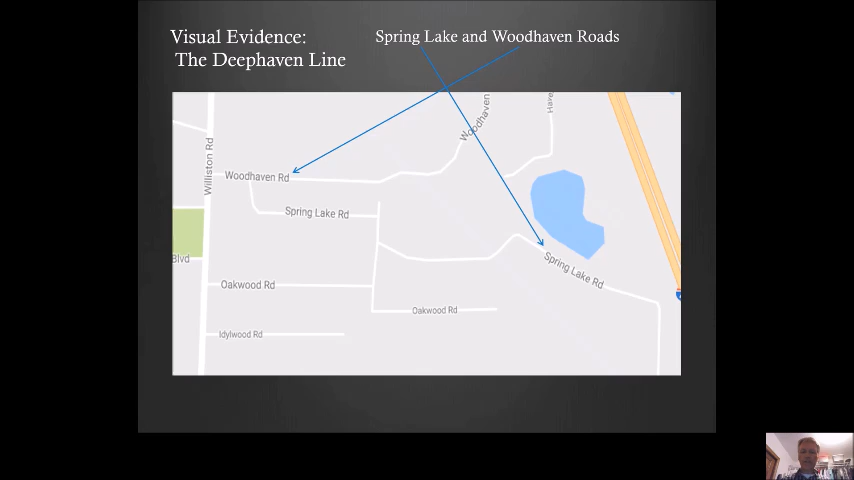 Visual Evidence:
The Deephaven Line
Spring Lake and Woodhaven Roads
Woodhaven
Williston Rd
Woodhaven Rd
Spring Lake Rd
Blvd
Spring Lake Rd
Oakwood Rd
Oakwood Rd
Idylwood Rd